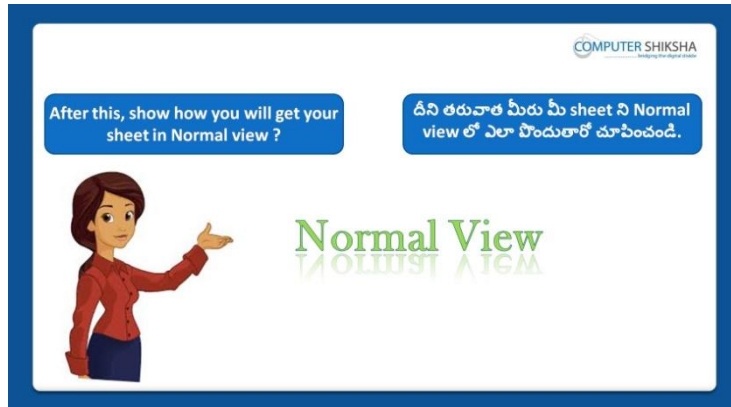 COMPUTER SHIKSHA
bridging the digital divide
After this, show how you will get your
sheet in Normal view ?
దీని తరువాత మీరు మీ sheet ని Normal
view లో ఎలా పొందుతారో చూపించండి.
Normal View